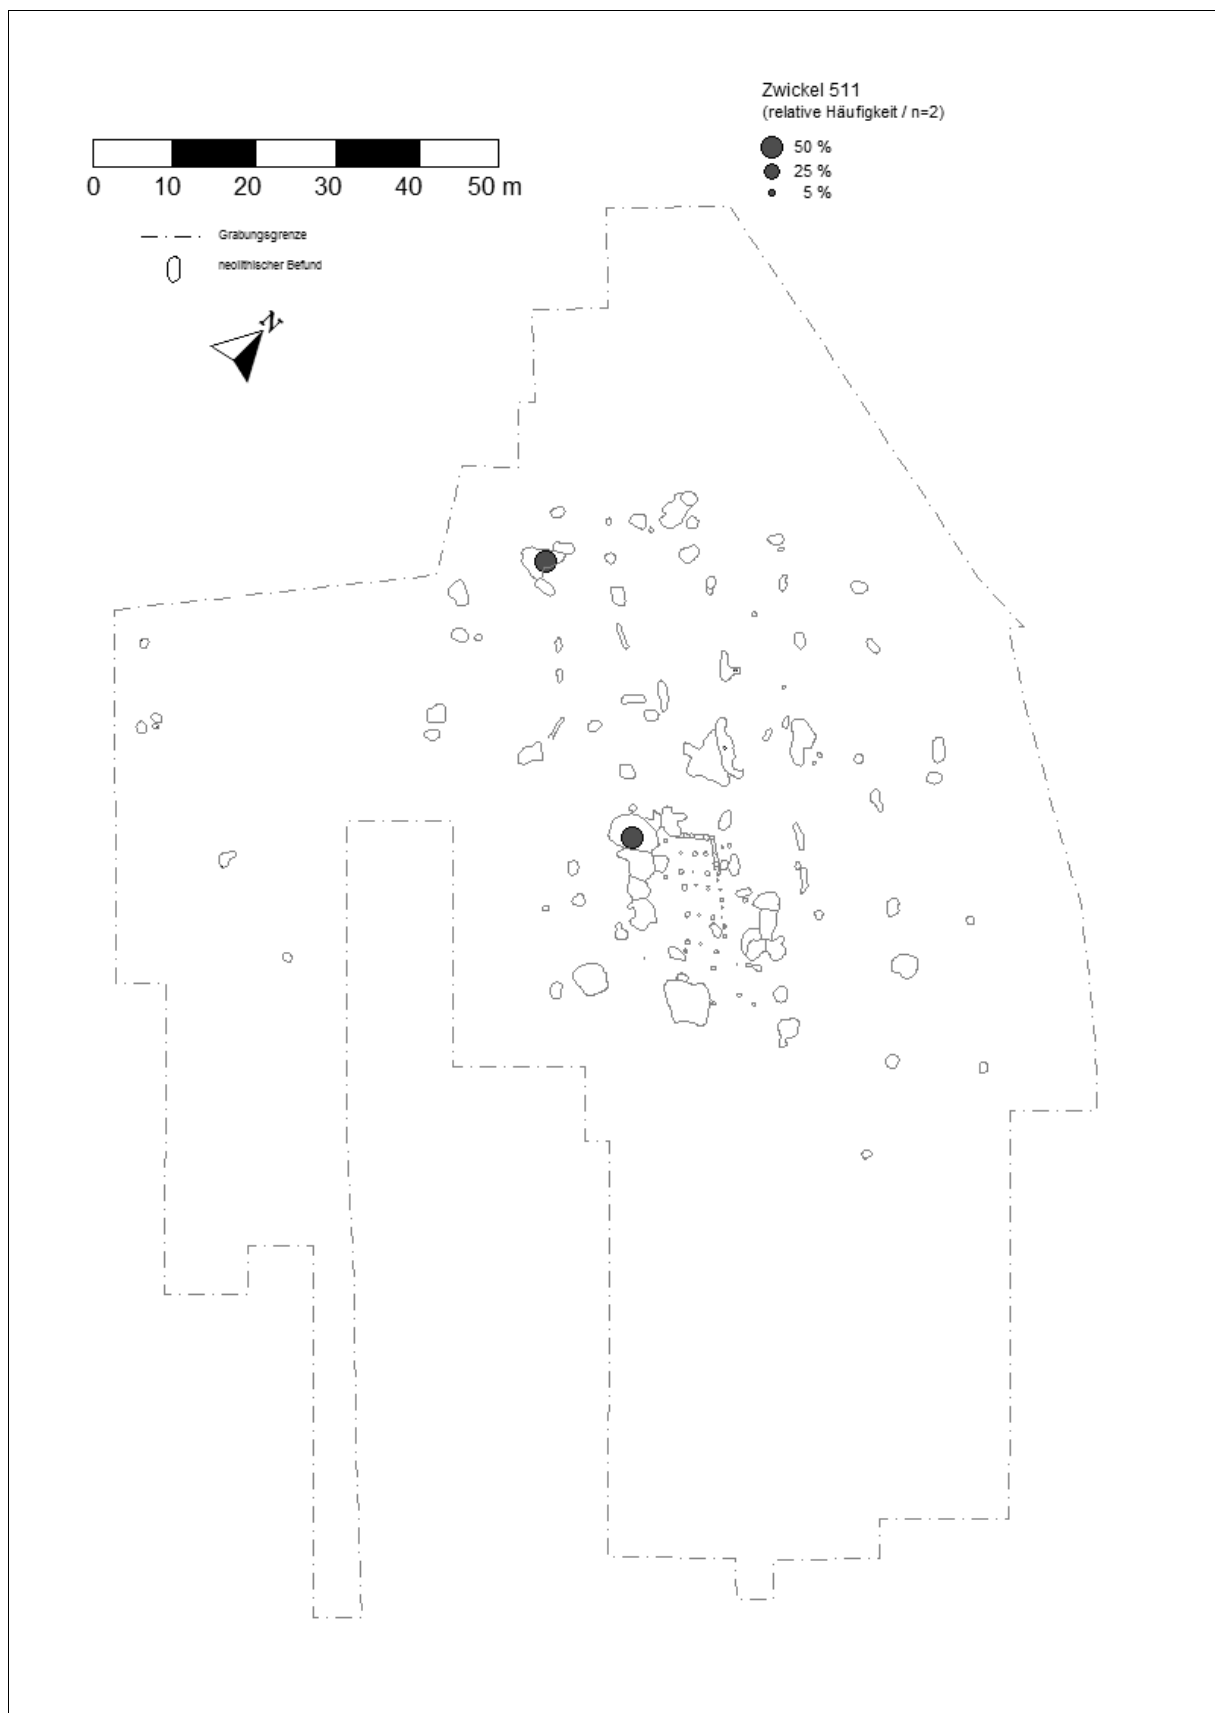 Zwickel 511
(relative Häufigkeit / n=2)
50 %
25 %
5 %
0 10 20 30 40 50 m
Grabungsgrenze
neolithischer Befund
N